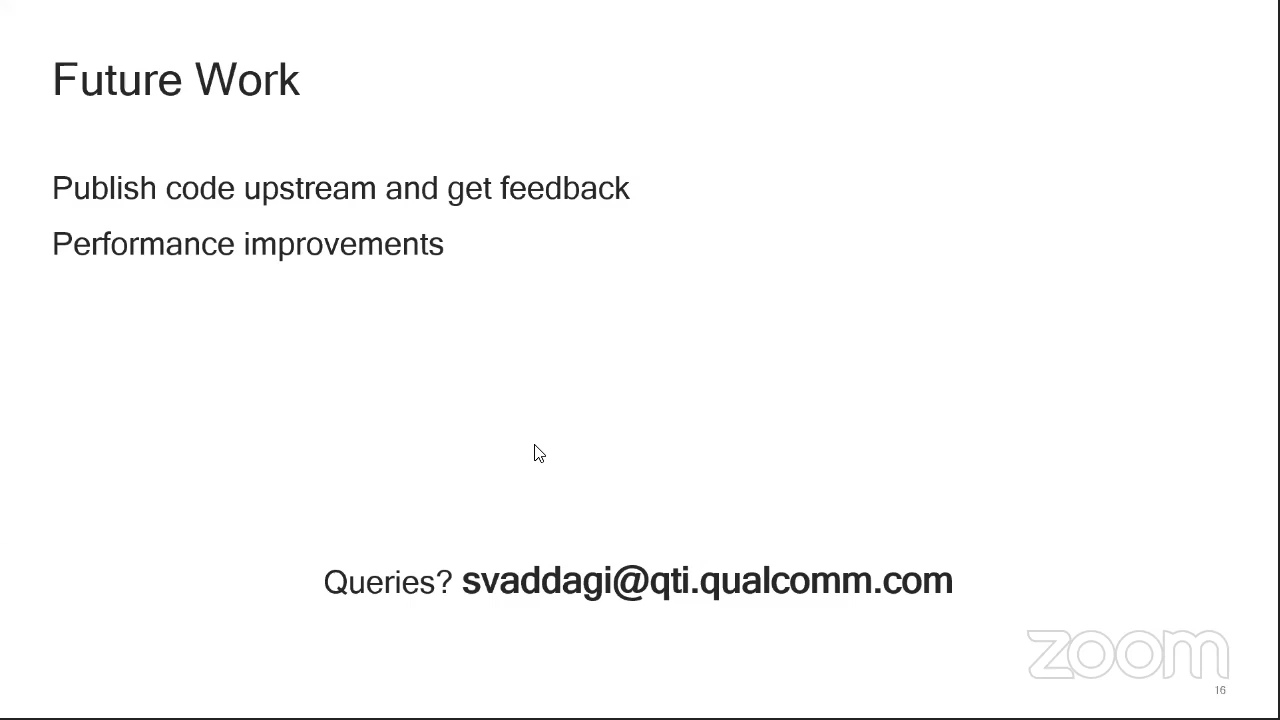 Future Work
Publish code upstream and get feedback
Performance improvements
Queries? svaddagi@qti.qualcomm.com
zoom
16